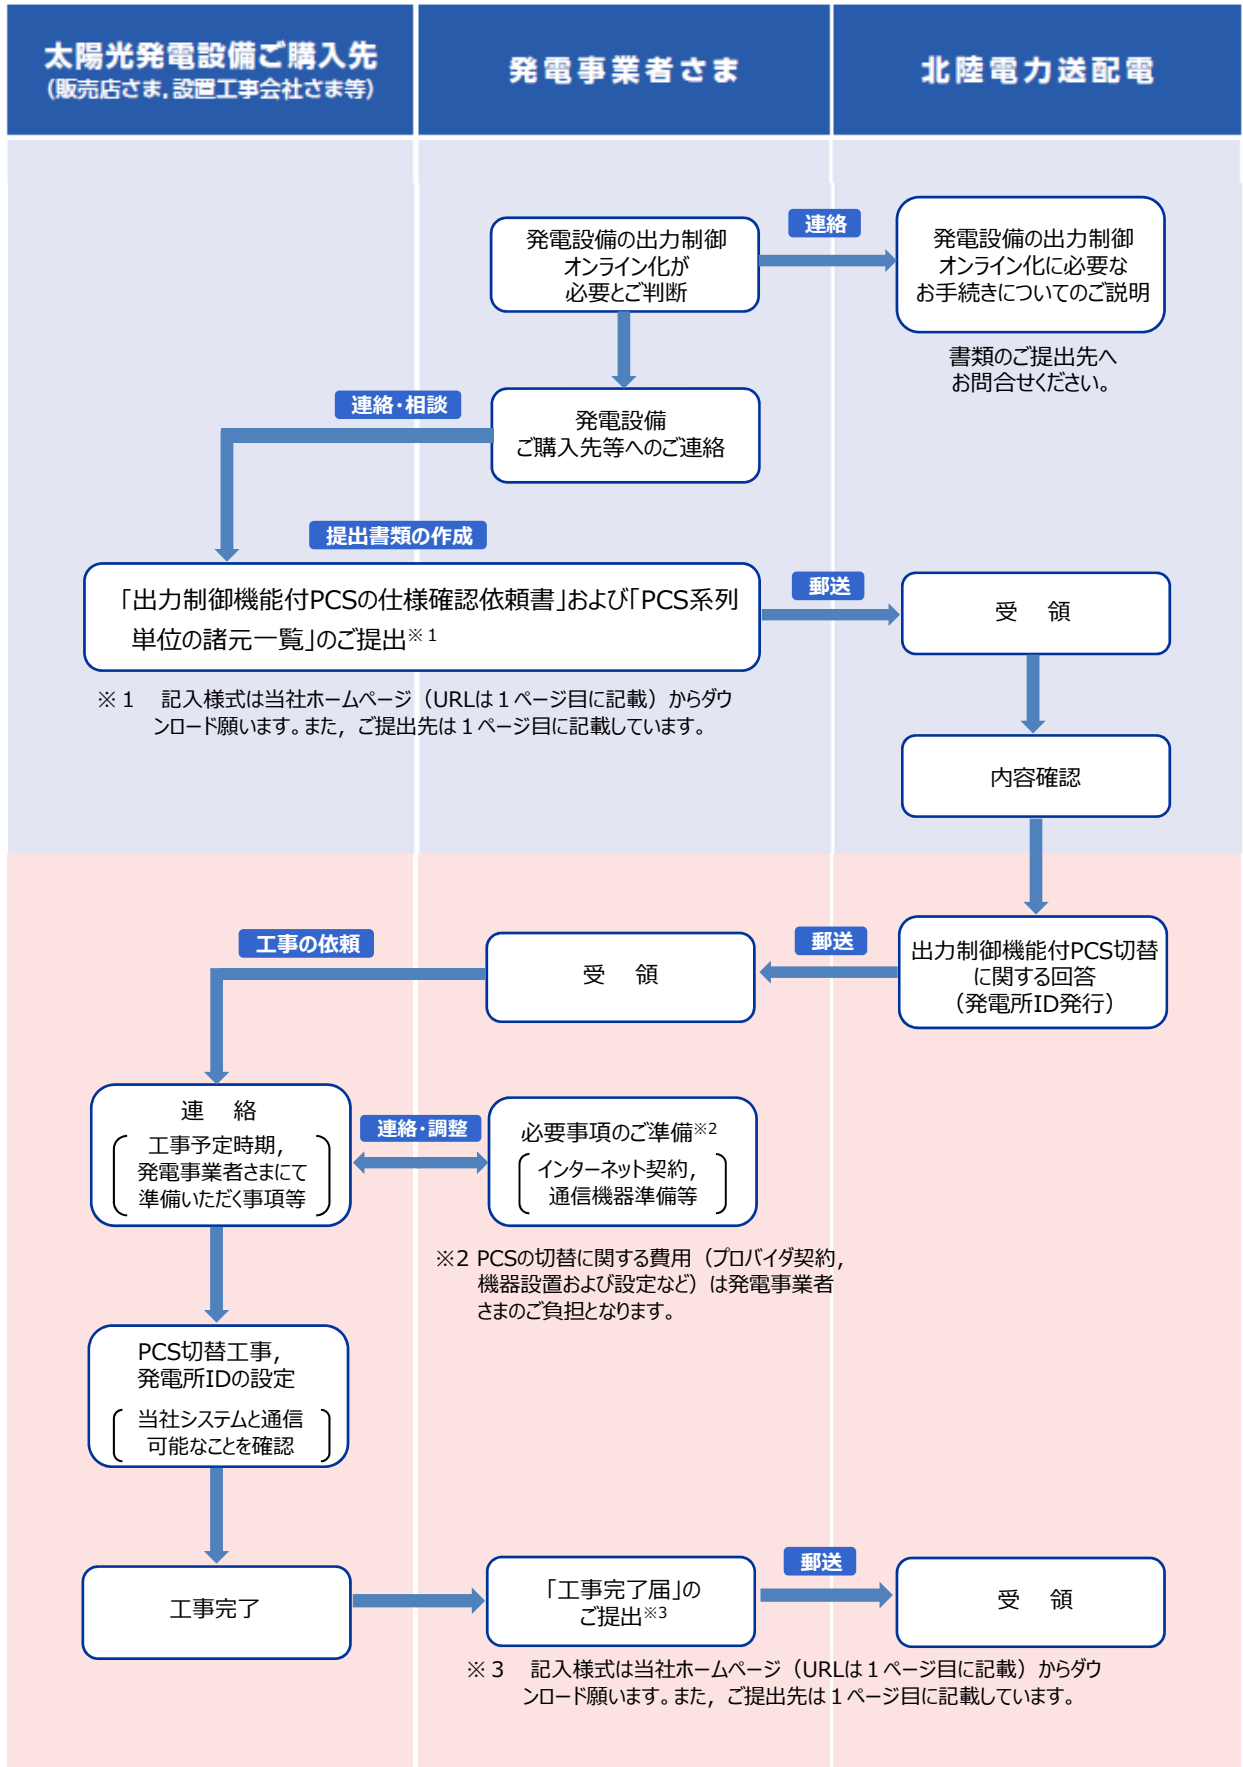 太陽光発電設備ご購入先
(販売店さま,設置工事会社さま等)
発電事業者さま
北陸電力送配電
発電設備の出力制御
オンライン化が
必要とご判断
連絡
発電設備の出力制御
オンライン化に必要な
お手続きについてのご説明
書類のご提出先へ
お問合せください。
連絡・相談
発電設備
ご購入先等へのご連絡
提出書類の作成
「出力制御機能付PCSの仕様確認依頼書」および「PCS系列
単位の諸元一覧」のご提出※1
郵送
受 領
※1 記入様式は当社ホームページ（URLは1ページ目に記載）からダウ
ンロード願います。また，ご提出先は1ページ目に記載しています。
内容確認
工事の依頼
受 領
郵送
出力制御機能付PCS切替
に関する回答
（発電所ID発行）
連 絡
工事予定時期，
発電事業者さまにて
準備いただく事項等
連絡・調整
必要事項のご準備※2
インターネット契約，
通信機器準備等
※2 PCSの切替に関する費用（プロバイダ契約，
機器設置および設定など）は発電事業者
さまのご負担となります。
PCS切替工事，
発電所IDの設定
当社システムと通信
可能なことを確認
工事完了
「工事完了届」の
ご提出※3
郵送
受 領
※3 記入様式は当社ホームページ（URLは1ページ目に記載）からダウ
ンロード願います。また，ご提出先は1ページ目に記載しています。